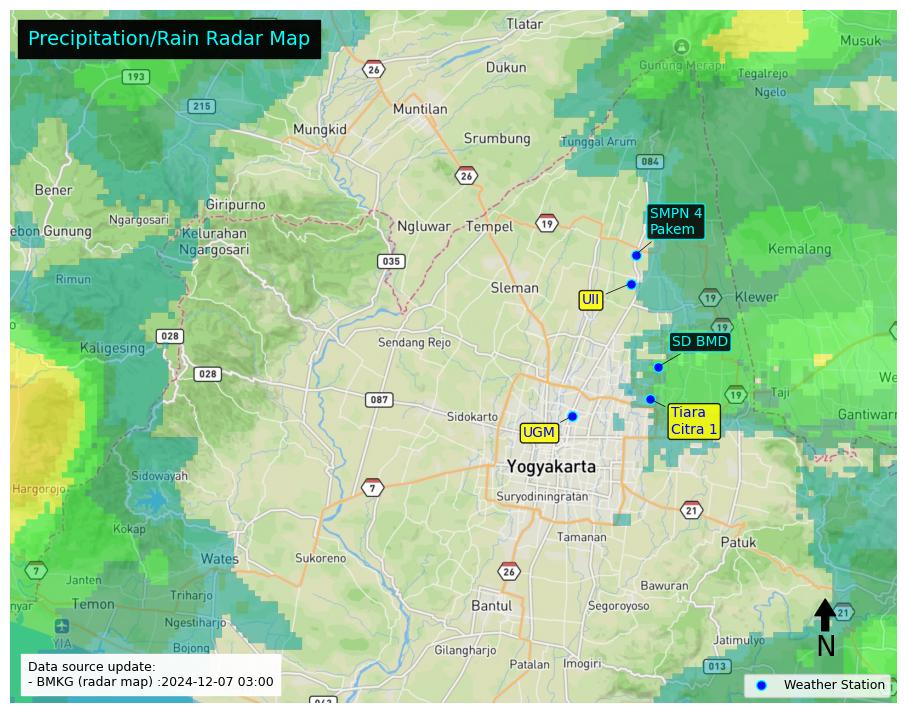 Precipitation/Rain Radar Map
Tlatar
Musuk
26
Gunung Merapi
Tegalrejo
Dukun
193
Ngelo
215
Muntilan
Mungkid
Srumbung
Tunggal Arum
084
26
Bener
Giripurno
SMPN 4
Pakem
Ngargosari
Ngluwar
Tempel
19
ebon Gunung
Kelurahan
Ngargosari
Kemalang
035
Rimun
Sleman
UII
19
Klewer
19
028
Sendang Rejo
SD BMD
Kaligesing
028
We
087
19
Taji
Sidokarto
Tiara
Citra 1
Gantiwarn
UGM
Yogyakarta
Sidowayah
7
Hargorojo
Suryodiningratan
21
Kokap
Tamanan
Patuk
Wates
Sukoreno
7
26
Janten
Bawuran
nyar
Temon
Triharjo
Bantul
Segoroyoso
21
Ngestiharjo
YIA
N
Bojong
Gilangharjo
Jatimulyo
Patalan
Imogiri
013
Data source update:
- BMKG (radar map) :2024-12-07 03:00
Weather Station